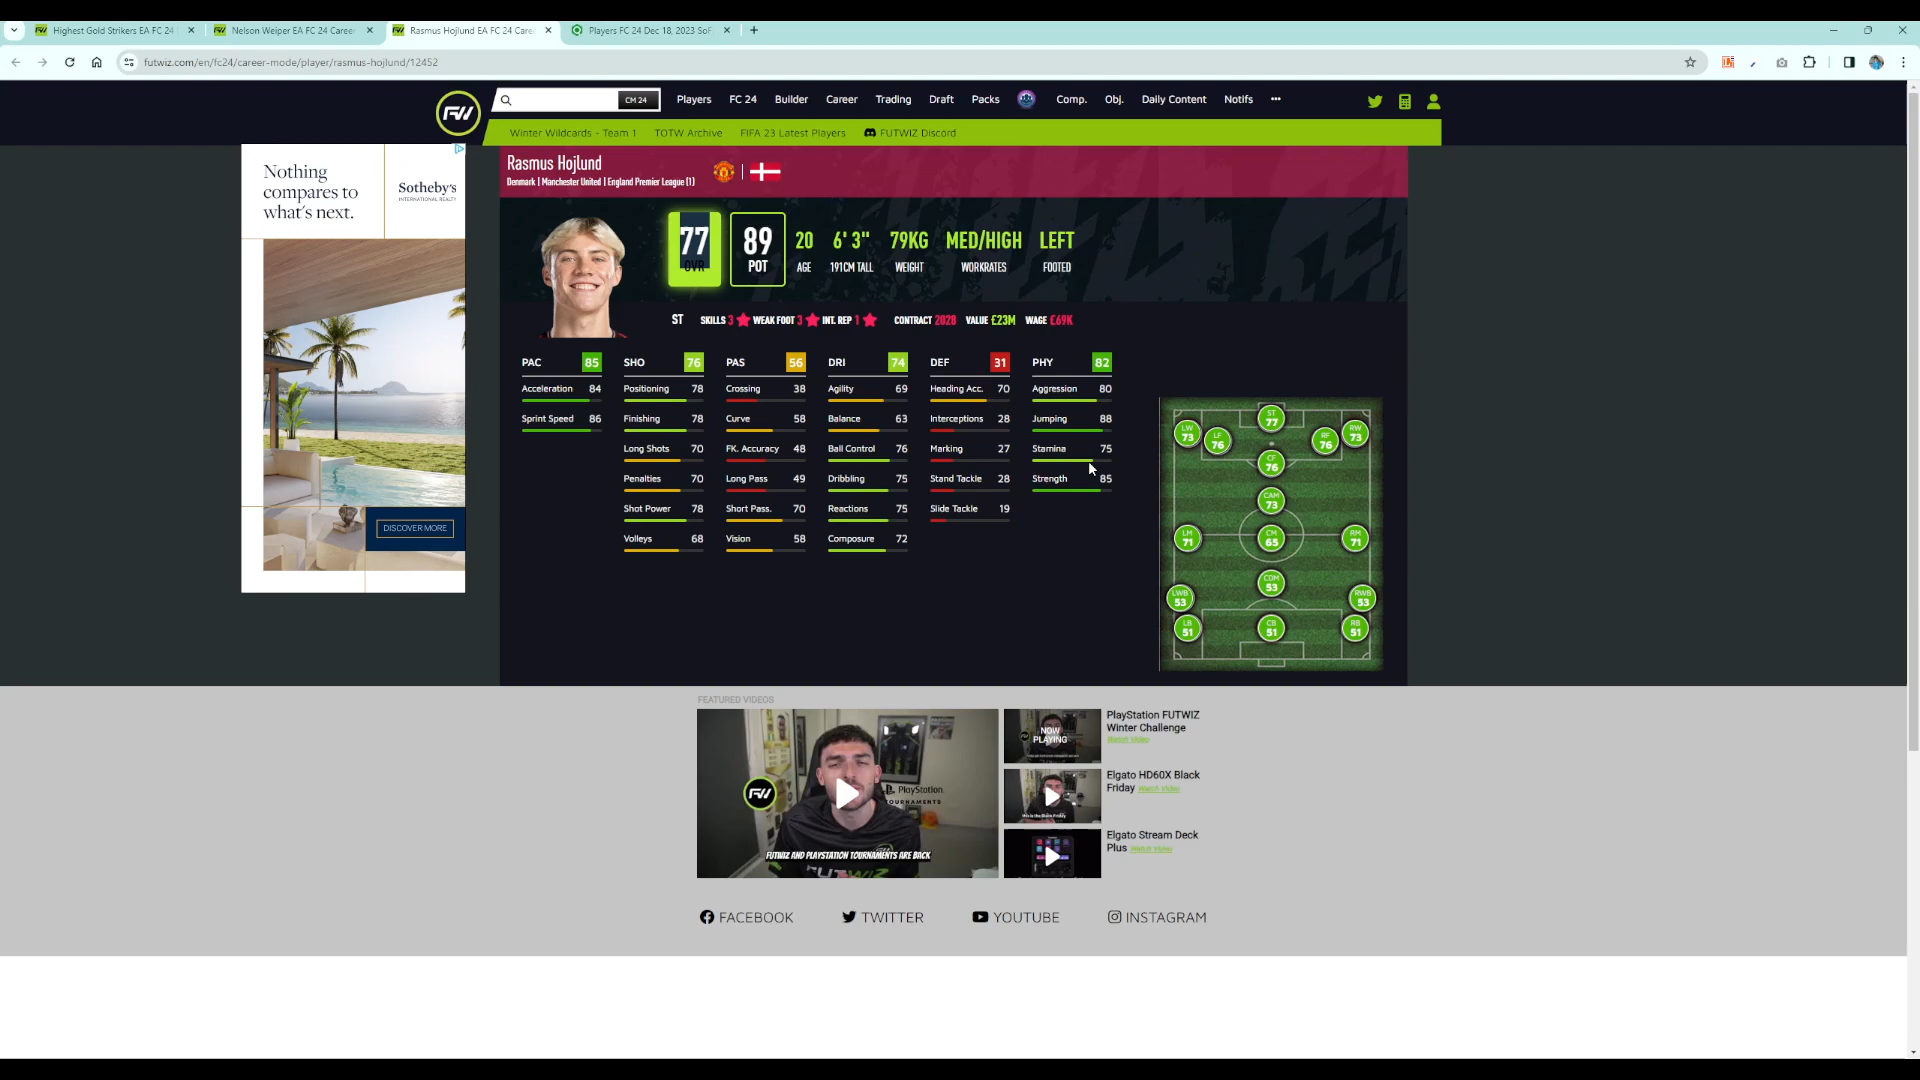 Highest Gold Strikers EA FC 24
Nelson Weiper EA FC 24 Career
Rasmus Hojlund EA FC 24 Caree
Players FC 24 Dec 18, 2023 SoF
futwiz.com/en/fc24/career-mode/player/rasmus-hojlund/12452
FW
CM 24
Players FC 24 Builder Career Trading Draft Packs Comp. Obj. Daily Content Notifs •••
Winter Wildcards - Team 1 TOTW Archive FIFA 23 Latest Players FUTWIZ Discord
Nothing
compares to
what's next.
Sotheby's
INTERNATIONAL REALTY
DISCOVER MORE
Rasmus Hojlund
Denmark | Manchester United | England Premier League (1)
77 89 20 6' 3" 79KG MED/HIGH LEFT
OVR POT AGE 191CM TALL WEIGHT WORKRATES FOOTED
ST SKILLS 3 WEAK FOOT 3 INT. REP 1 CONTRACT 2028 VALUE £23M WAGE £69K
PAC 85 SHO 76 PAS 56 DRI 74 DEF 31 PHY 82
Acceleration 84 Positioning 78 Crossing 38 Agility 69 Heading Acc. 70 Aggression 80
Sprint Speed 86 Finishing 78 Curve 58 Balance 63 Interceptions 28 Jumping 88
Long Shots 70 FK. Accuracy 48 Ball Control 76 Marking 27 Stamina 75
Penalties 70 Long Pass 49 Dribbling 75 Stand Tackle 28 Strength 85
Shot Power 78 Short Pass. 70 Reactions 75 Slide Tackle 19
Volleys 68 Vision 58 Composure 72
ST
77
LW
73
LF
76
RF
76
RW
73
CF
76
CAM
73
LM
71
CM
65
RM
71
CDM
53
LWB
53
RWB
53
LB
51
CB
51
RB
51
FEATURED VIDEOS
FW
PlayStation
TOURNAMENTS
FUTWIZ AND PLAYSTATION TOURNAMENTS ARE BACK
FUTWIZ
NOW
PLAYING
PlayStation FUTWIZ
Winter Challenge
Watch Video
Elgato HD60X Black
Friday Watch Video
Elgato Stream Deck
Plus Watch Video
FACEBOOK TWITTER YOUTUBE INSTAGRAM